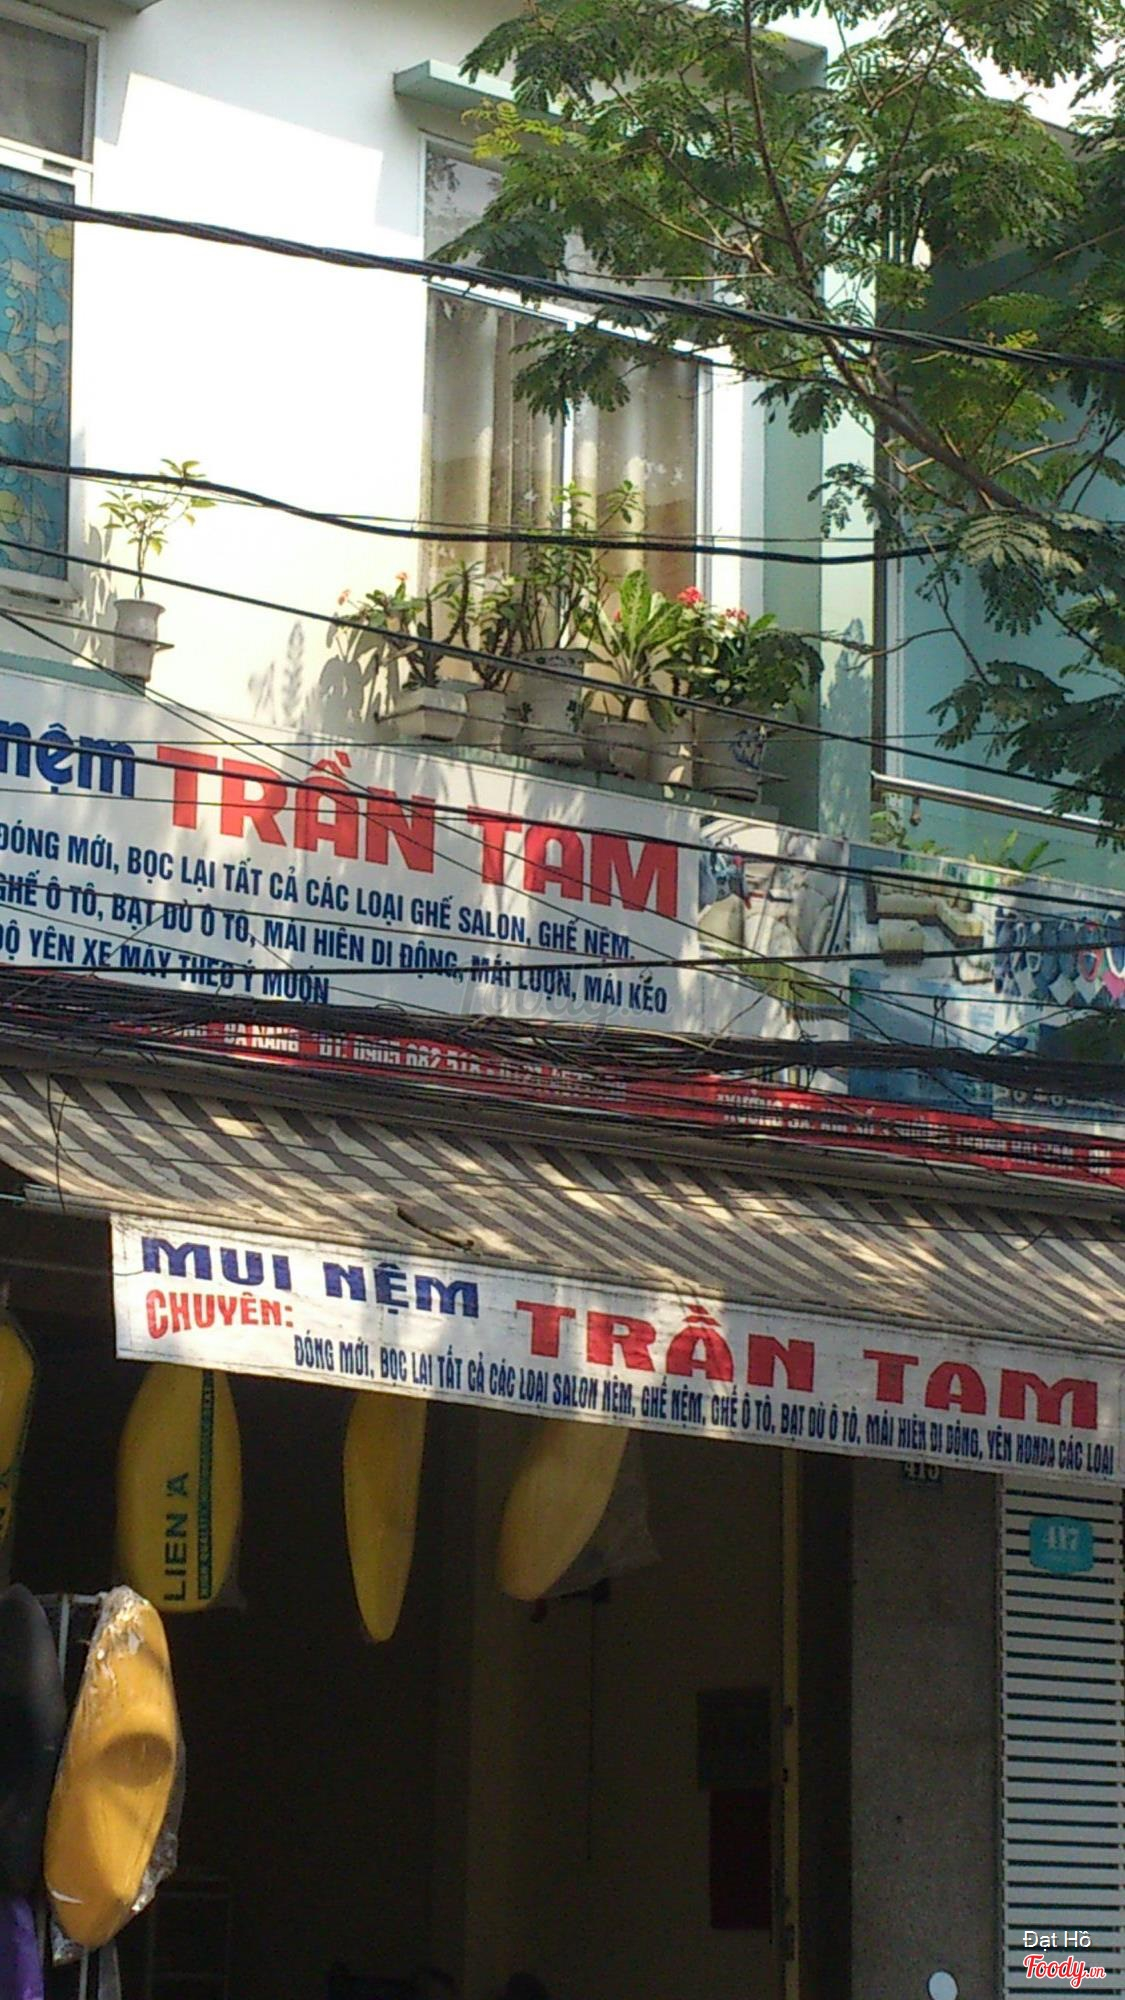 nệm TRẦN TAM
ĐÓNG MỚI, BỌC LẠI TẤT CẢ CÁC LOẠI GHẾ SALON, GHẾ NỆM,
GHẾ Ô TÔ, BẠT DÙ Ô TO, MÁI HIÊN DI ĐỘNG, MÁI LƯỢN, MÁI KÉO
ĐỘ YÊN XE MÁY THEO Ý MUỐN
MUI NỆM TRẦN TAM
CHUYÊN:
ĐÓNG MỚI, BỌC LẠI TẤT CẢ CÁC LOẠI SALON NỆM, GHẾ NỆM, GHẾ Ô TÔ, BẠT DÙ Ô TÔ, MÁI HIÊN DI ĐỘNG, YÊN HONDA CÁC LOẠI
LIEN A
417
Đạt Hồ
Foody.vn